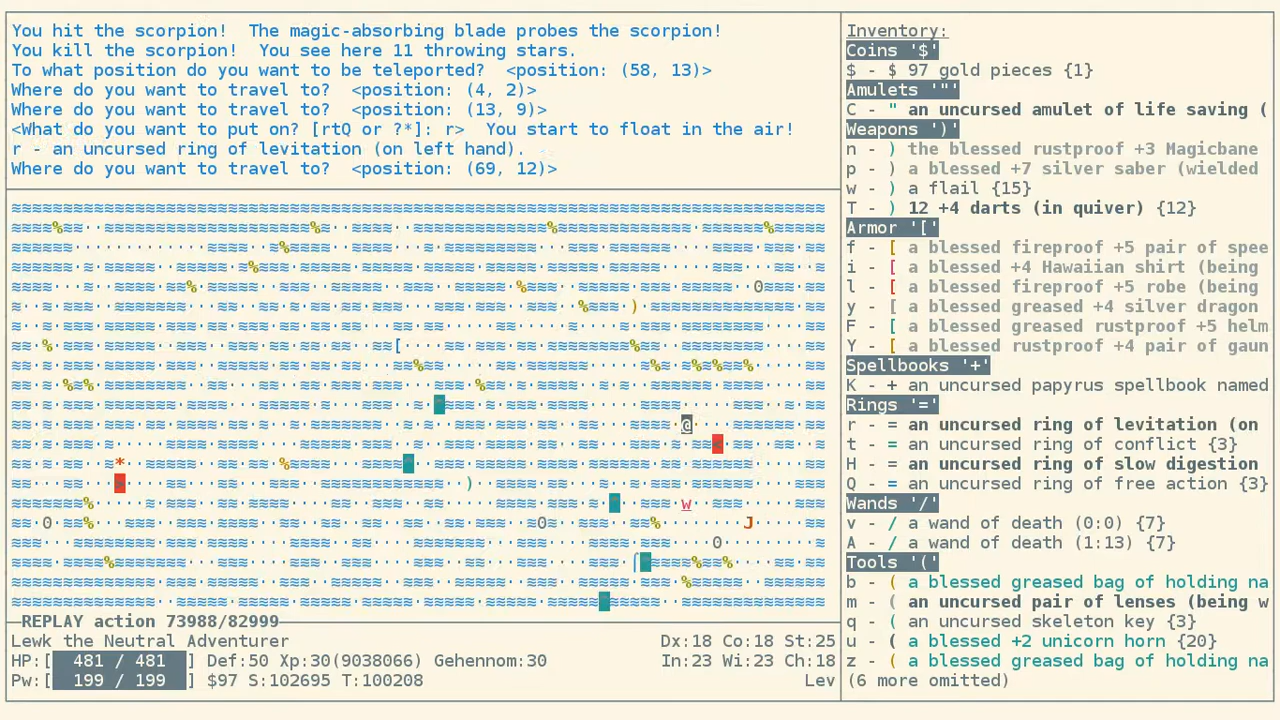 You hit the scorpion!  The magic-absorbing blade probes the scorpion!
You kill the scorpion!  You see here 11 throwing stars.
To what position do you want to be teleported?  <position: (58, 13)>
Where do you want to travel to?  <position: (4, 2)>
Where do you want to travel to?  <position: (13, 9)>
<What do you want to put on? [rtQ or ?*]: r>  You start to float in the air!
r - an uncursed ring of levitation (on left hand).
Where do you want to travel to?  <position: (69, 12)>
REPLAY action 73988/82999
Lewk the Neutral Adventurer Dx:18 Co:18 St:25
HP:[ 481 / 481 ] Def:50 Xp:30(9038066) Gehennom:30 In:23 Wi:23 Ch:18
Pw:[ 199 / 199 ] $97 S:102695 T:100208 Lev
Inventory:
Coins '$'
$ - $ 97 gold pieces {1}
Amulets '"'
C - " an uncursed amulet of life saving (
Weapons ')'
n - ) the blessed rustproof +3 Magicbane
p - ) a blessed +7 silver saber (wielded
w - ) a flail {15}
T - ) 12 +4 darts (in quiver) {12}
Armor '['
f - [ a blessed fireproof +5 pair of spee
i - [ a blessed +4 Hawaiian shirt (being
l - [ a blessed fireproof +5 robe (being
y - [ a blessed greased +4 silver dragon
F - [ a blessed greased rustproof +5 helm
Y - [ a blessed rustproof +4 pair of gaun
Spellbooks '+'
K - + an uncursed papyrus spellbook named
Rings '='
r - = an uncursed ring of levitation (on
t - = an uncursed ring of conflict {3}
H - = an uncursed ring of slow digestion
Q - = an uncursed ring of free action {3}
Wands '/'
v - / a wand of death (0:0) {7}
A - / a wand of death (1:13) {7}
Tools '('
b - ( a blessed greased bag of holding na
m - ( an uncursed pair of lenses (being w
q - ( an uncursed skeleton key {3}
u - ( a blessed +2 unicorn horn {20}
z - ( a blessed greased bag of holding na
(6 more omitted)